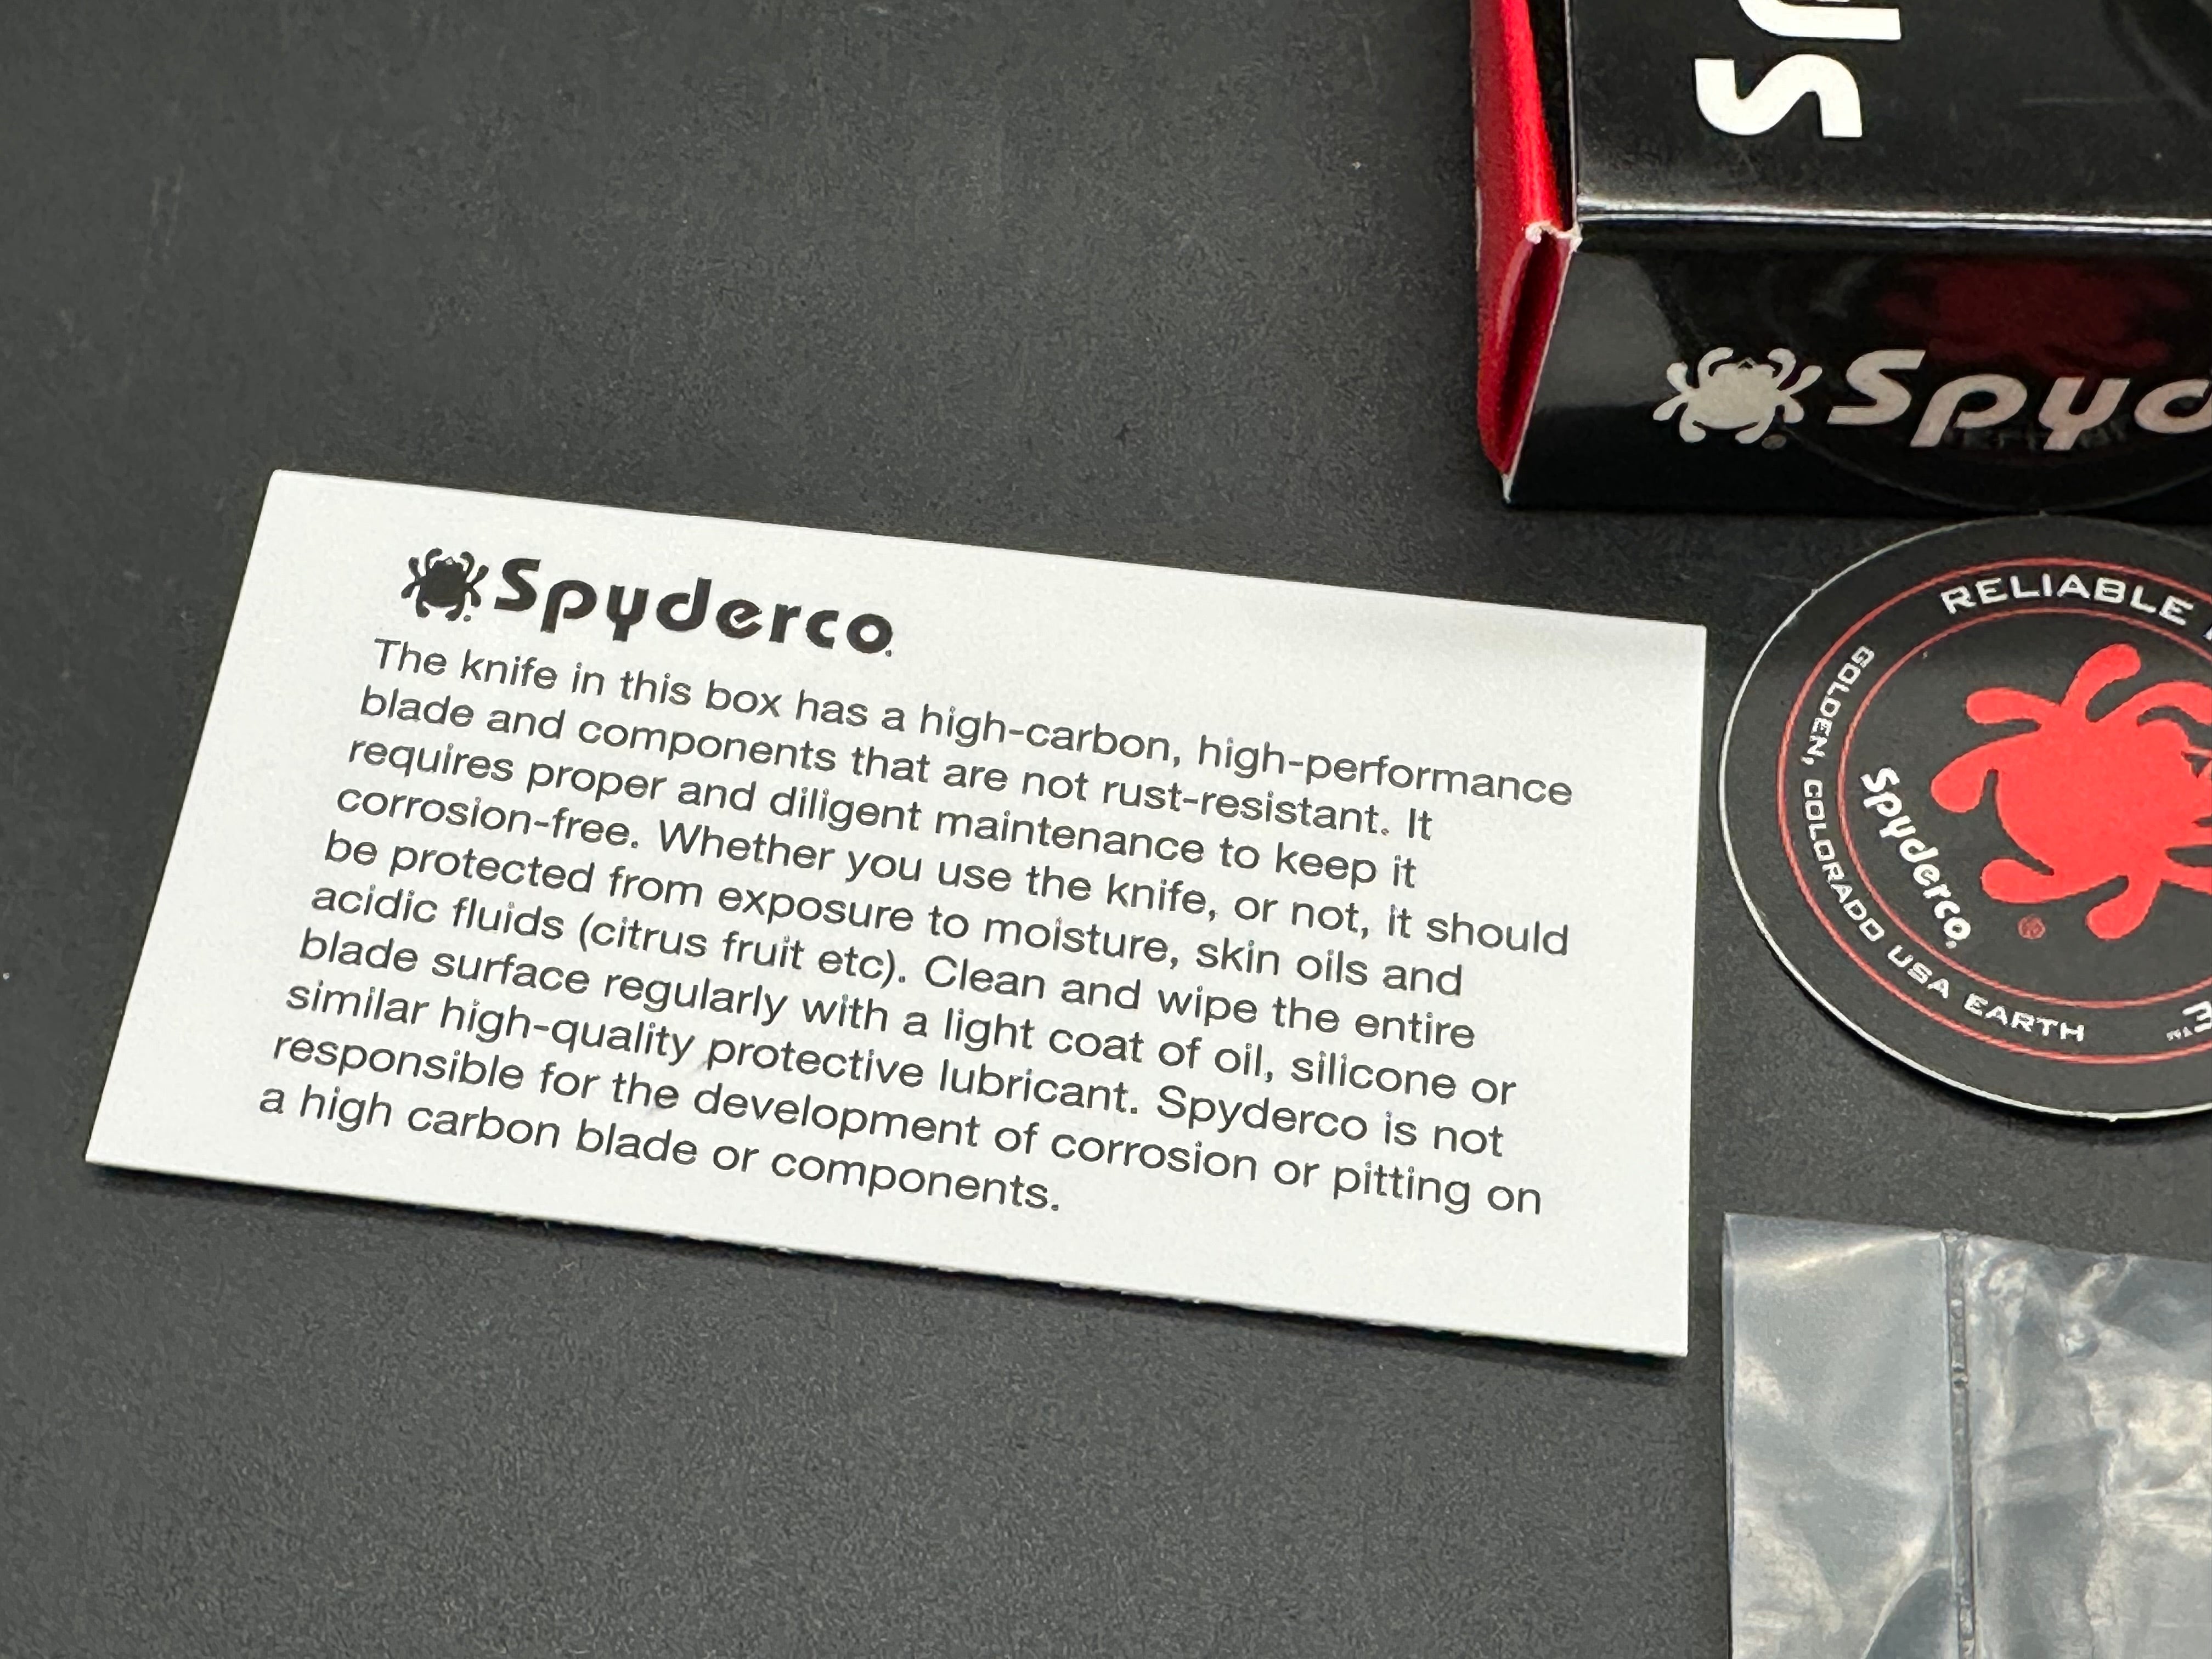 Spyderco
The knife in this box has a high-carbon, high-performance
blade and components that are not rust-resistant. It
requires proper and diligent maintenance to keep it
corrosion-free. Whether you use the knife, or not, it should
be protected from exposure to moisture, skin oils and
acidic fluids (citrus fruit etc). Clean and wipe the entire
blade surface regularly with a light coat of oil, silicone or
similar high-quality protective lubricant. Spyderco is not
responsible for the development of corrosion or pitting on
a high carbon blade or components.
Spyd
RELIABLE
GOLDEN, COLORADO USA EARTH
Spyderco